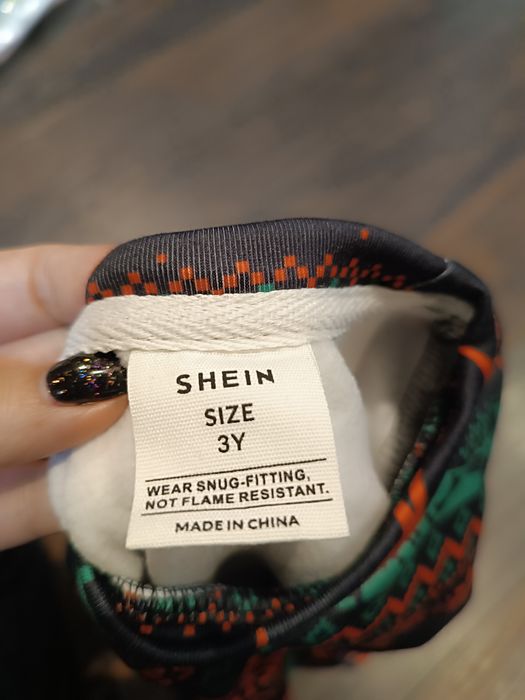 SHEIN
SIZE
3Y
WEAR SNUG-FITTING,
NOT FLAME RESISTANT.
MADE IN CHINA